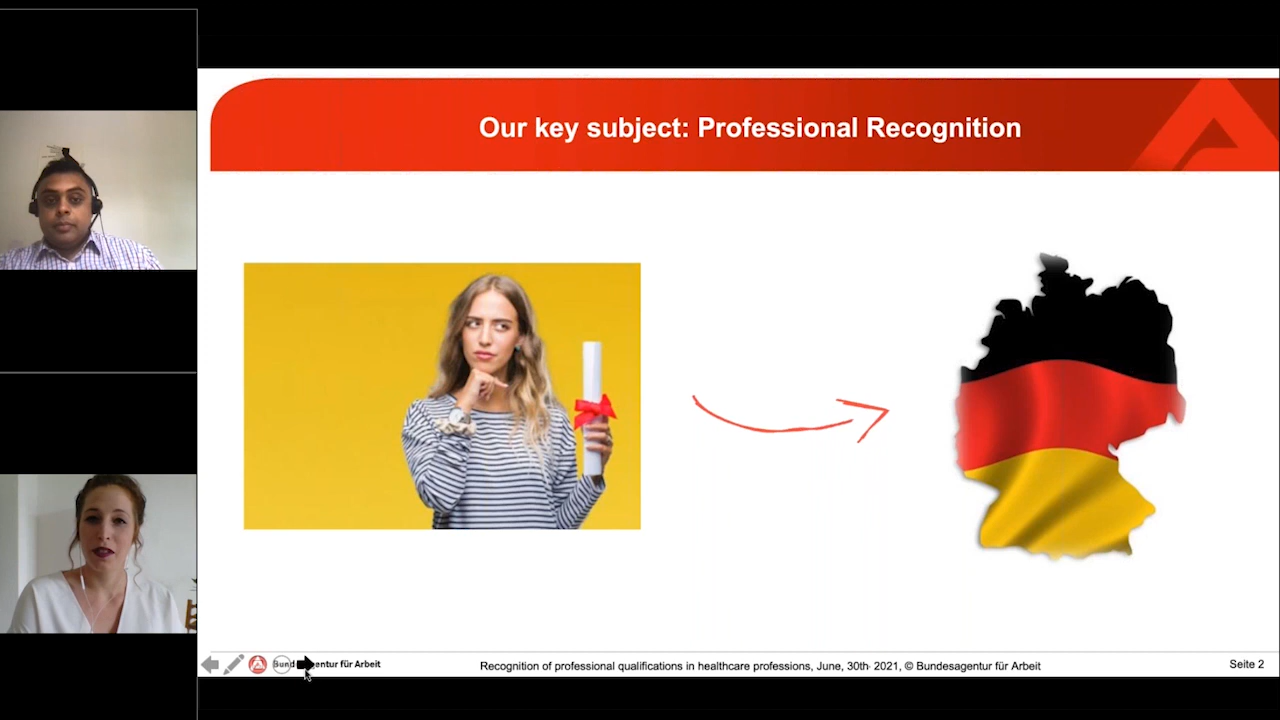 Our key subject: Professional Recognition
Bundesagentur für Arbeit
Recognition of professional qualifications in healthcare professions, June, 30th 2021, © Bundesagentur für Arbeit
Seite 2